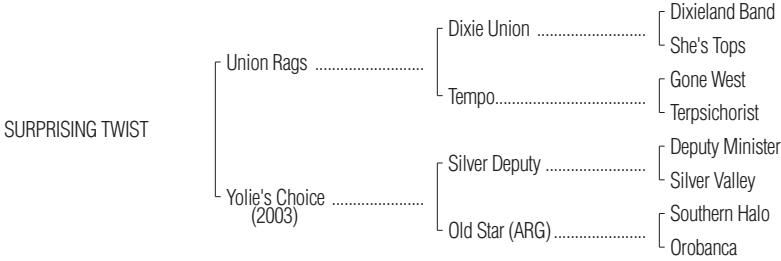 Dixieland Band
Dixie Union ........................
She's Tops
Union Rags ........................
Gone West
Tempo.................................
Terpsichorist
SURPRISING TWIST
Deputy Minister
Silver Deputy ......................
Silver Valley
Yolie's Choice ....................
(2003)
Southern Halo
Old Star (ARG)....................
Orobanca